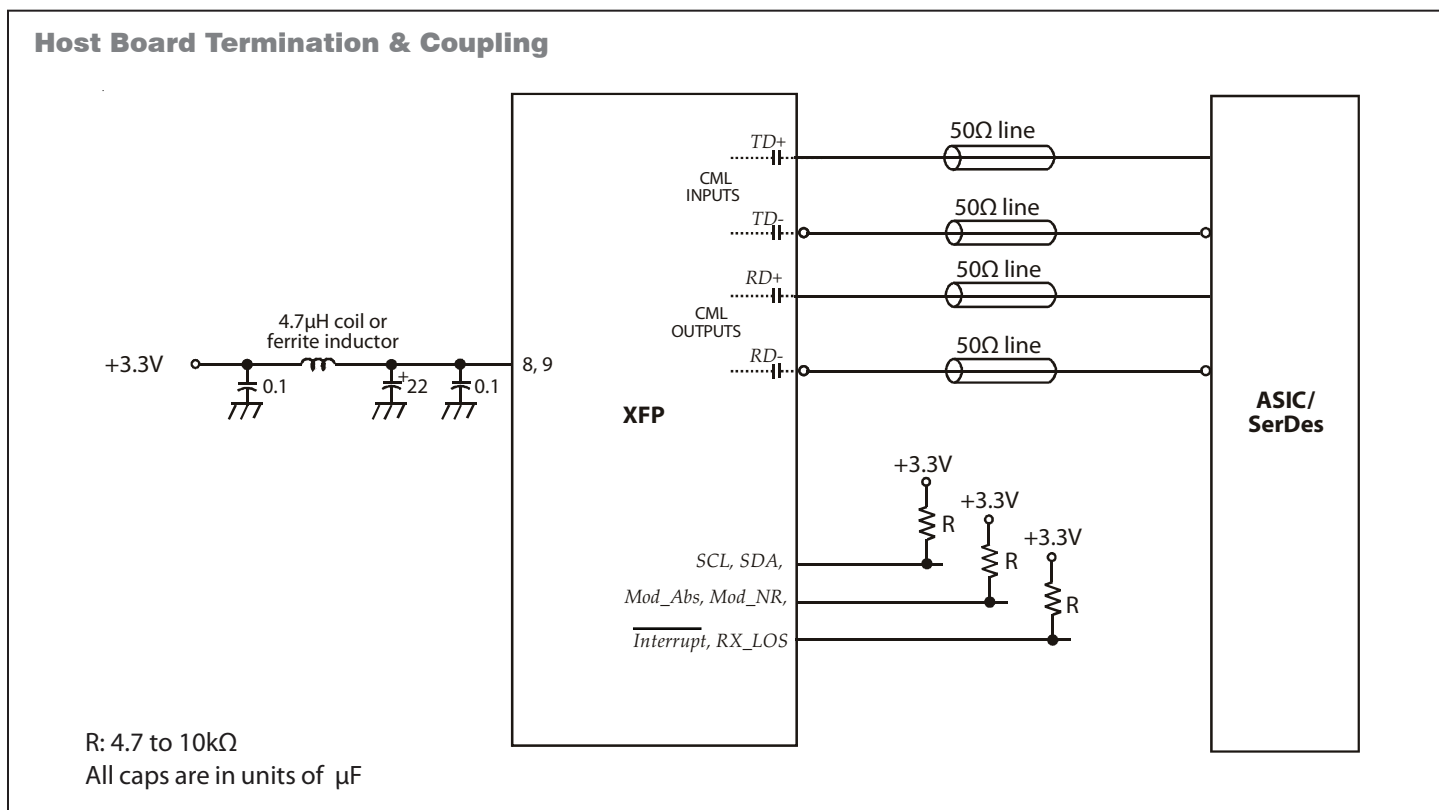 Host Board Termination & Coupling
TD+
50Ω line
CML
INPUTS
TD-
50Ω line
RD+
50Ω line
CML
OUTPUTS
RD-
50Ω line
4.7µH coil or
ferrite inductor
+3.3V
0.1
+
22
0.1
8, 9
XFP
ASIC/
SerDes
+3.3V
R
+3.3V
R
+3.3V
R
SCL, SDA,
Mod_Abs, Mod_NR,
Interrupt, RX_LOS
R: 4.7 to 10kΩ
All caps are in units of µF